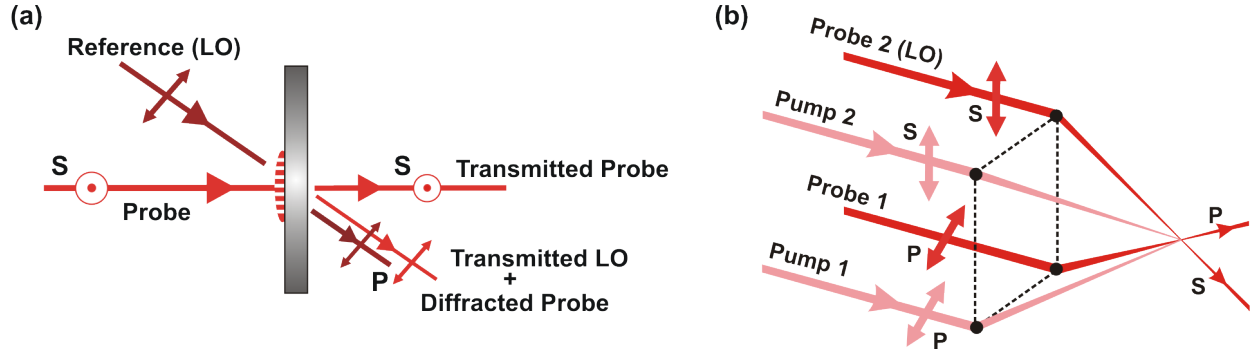 (a)
Reference (LO)
S
Probe
S
Transmitted Probe
P
Transmitted LO
+
Diffracted Probe
(b)
Probe 2 (LO)
S
Pump 2
S
Probe 1
P
Pump 1
P
P
S